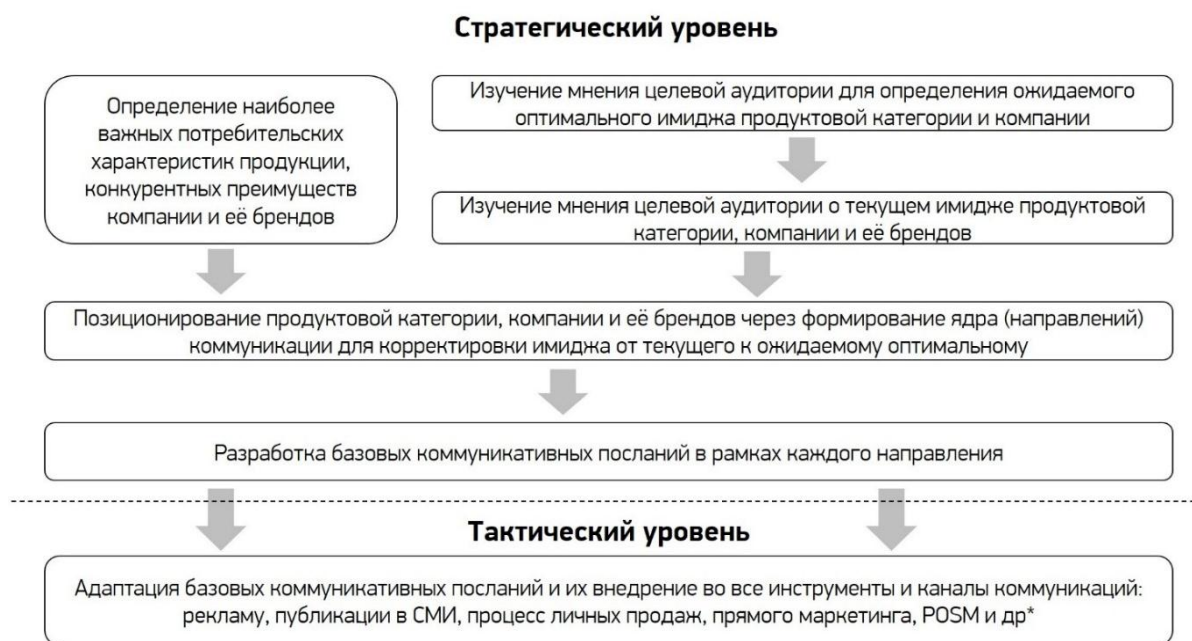 Стратегический уровень
Определение наиболее
важных потребительских
характеристик продукции,
конкурентных преимуществ
компании и её брендов
Изучение мнения целевой аудитории для определения ожидаемого
оптимального имиджа продуктовой категории и компании
Изучение мнения целевой аудитории о текущем имидже продуктовой
категории, компании и её брендов
Позиционирование продуктовой категории, компании и её брендов через формирование ядра (направлений)
коммуникации для корректировки имиджа от текущего к ожидаемому оптимальному
Разработка базовых коммуникативных посланий в рамках каждого направления
Тактический уровень
Адаптация базовых коммуникативных посланий и их внедрение во все инструменты и каналы коммуникаций:
рекламу, публикации в СМИ, процесс личных продаж, прямого маркетинга, POSM и др*